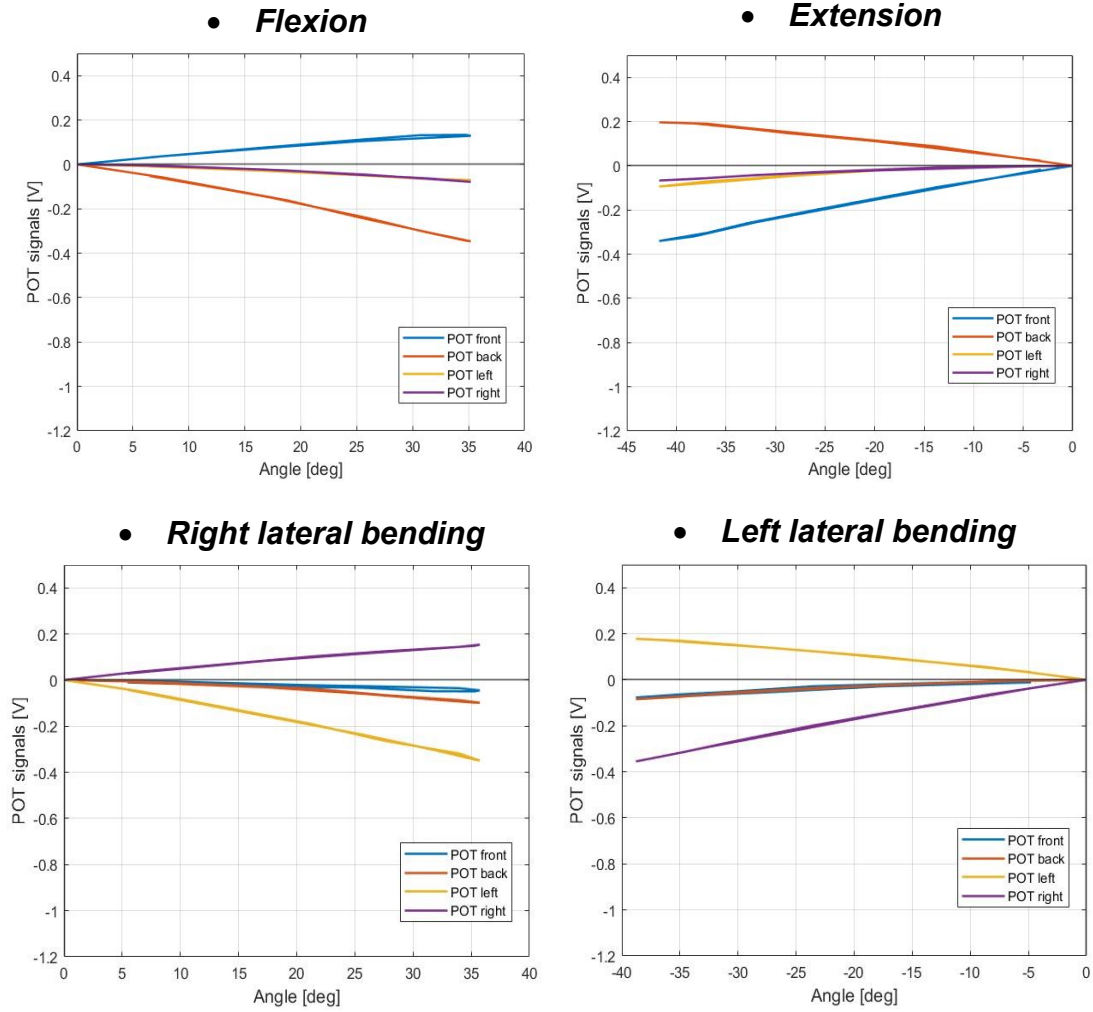 • Flexion
0.4
0.2
0
-0.2
-0.4
-0.6
-0.8
-1
-1.2
POT signals [V]
POT front
POT back
POT left
POT right
0 5 10 15 20 25 30 35 40
Angle [deg]
• Extension
0.4
0.2
0
-0.2
-0.4
-0.6
-0.8
-1
-1.2
POT signals [V]
POT front
POT back
POT left
POT right
-45 -40 -35 -30 -25 -20 -15 -10 -5 0
Angle [deg]
• Right lateral bending
0.4
0.2
0
-0.2
-0.4
-0.6
-0.8
-1
-1.2
POT signals [V]
POT front
POT back
POT left
POT right
0 5 10 15 20 25 30 35 40
Angle [deg]
• Left lateral bending
0.4
0.2
0
-0.2
-0.4
-0.6
-0.8
-1
-1.2
POT signals [V]
POT front
POT back
POT left
POT right
-40 -35 -30 -25 -20 -15 -10 -5 0
Angle [deg]